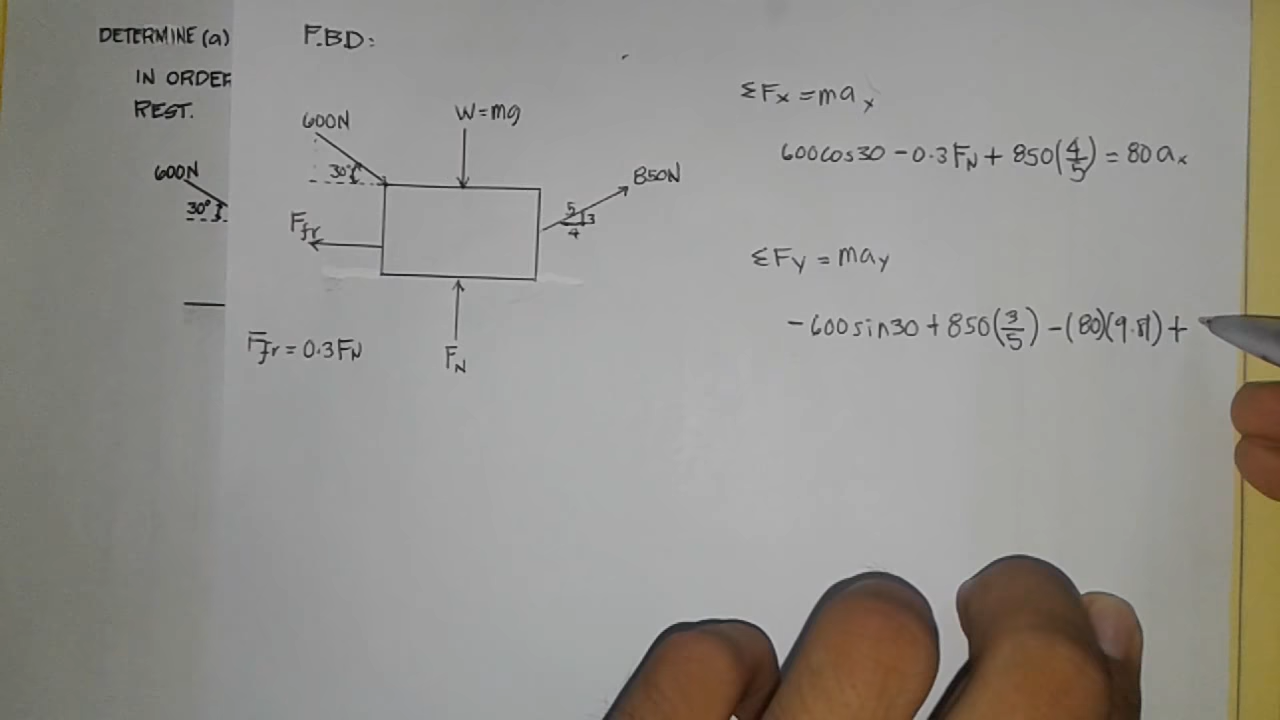 DETERMINE (a)
IN ORDER
REST.
600N
30°
F.BD:
600N
W=mg
30°
850N
5
3
4
Ffr
Ffr = 0.3FN
FN
ΣFx = max
600cos30 - 0.3FN + 850(4/5) = 80ax
ΣFy = may
-600sin30 + 850(3/5) - (80)(9.81) +